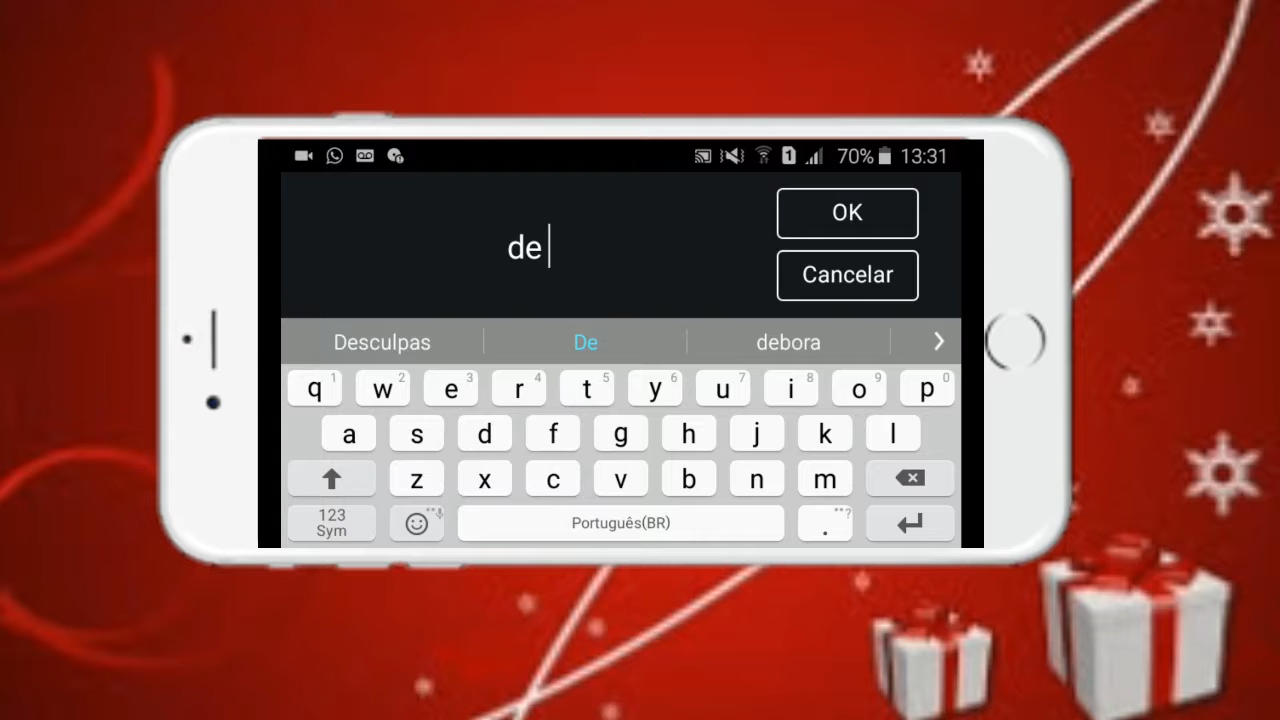 1 70% 13:31
de
OK
Cancelar
Desculpas De debora
q 1 w 2 e 3 r 4 t 5 y 6 u 7 i 8 o 9 p 0
a s d f g h j k l
z x c v b n m
123
Sym Português(BR) . ?